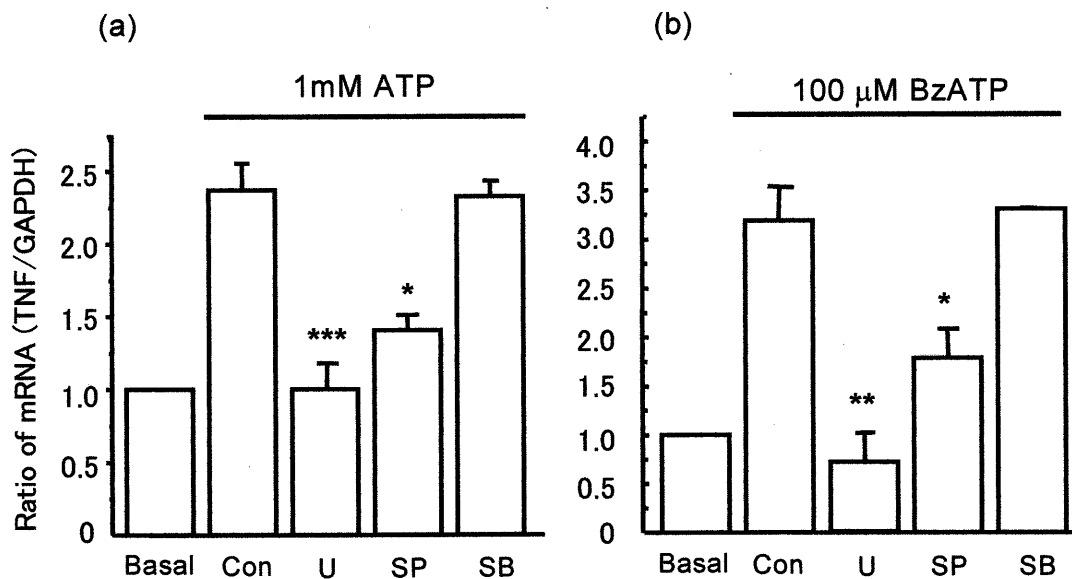 (a)
1mM ATP
Ratio of mRNA (TNF/GAPDH)
2.5
2.0
1.5
1.0
0.5
0
***
*
Basal Con U SP SB
(b)
100 μM BzATP
4.0
3.5
3.0
2.5
2.0
1.5
1.0
0.5
0
**
*
Basal Con U SP SB